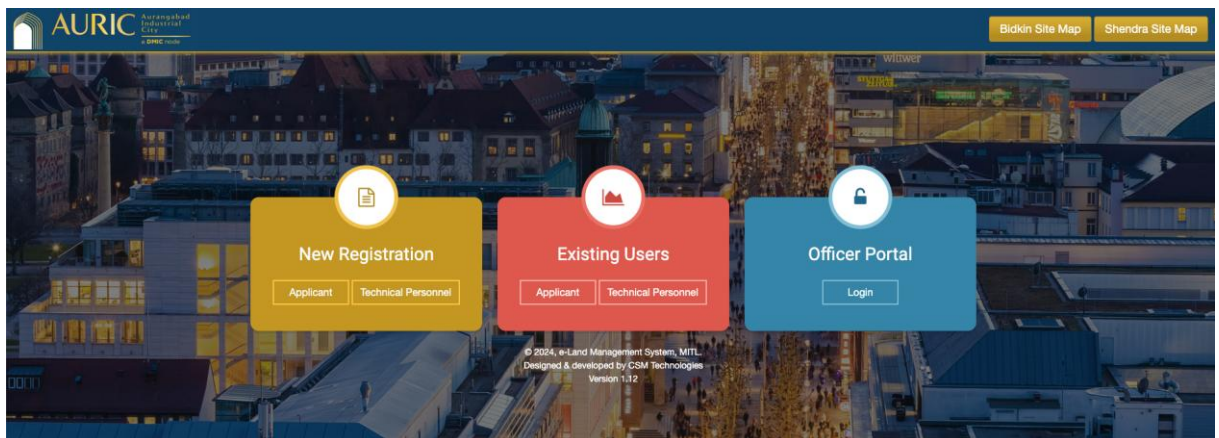 AURIC
Aurangabad
Industrial
City
a DMIC node
Bidkin Site Map
Shendra Site Map
winwer
New Registration
Applicant
Technical Personnel
Existing Users
Applicant
Technical Personnel
Officer Portal
Login
© 2024, e-Land Management System, MITL.
Designed & developed by CSM Technologies
Version 1.12